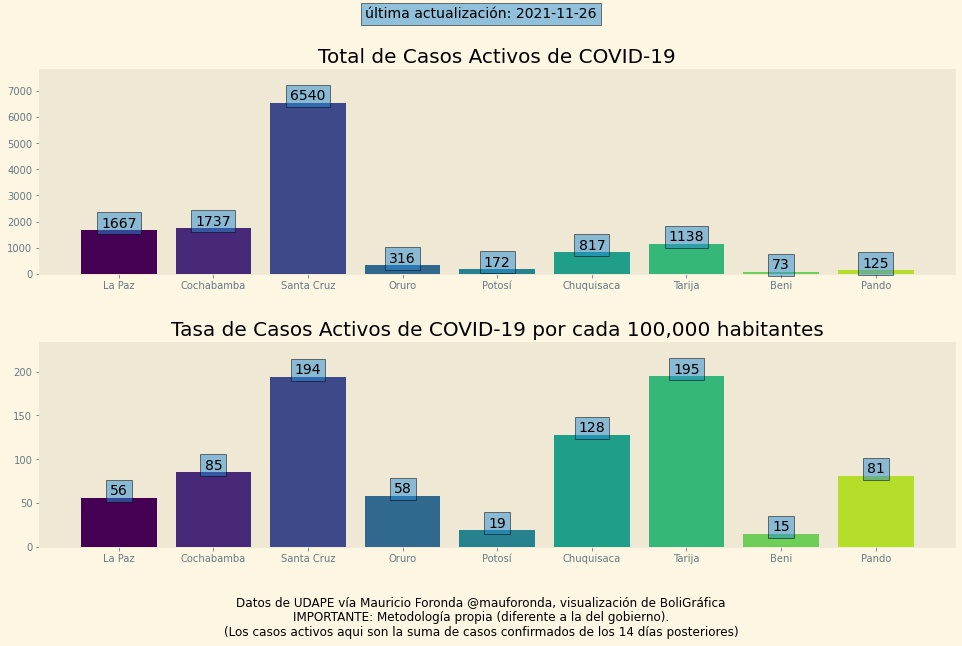 última actualización: 2021-11-26
Total de Casos Activos de COVID-19
7000
6000
5000
4000
3000
2000
1000
0
1667
1737
6540
316
172
817
1138
73
125
La Paz
Cochabamba
Santa Cruz
Oruro
Potosí
Chuquisaca
Tarija
Beni
Pando
Tasa de Casos Activos de COVID-19 por cada 100,000 habitantes
200
150
100
50
0
56
85
194
58
19
128
195
15
81
La Paz
Cochabamba
Santa Cruz
Oruro
Potosí
Chuquisaca
Tarija
Beni
Pando
Datos de UDAPE vía Mauricio Foronda @mauforonda, visualización de BoliGráfica
IMPORTANTE: Metodología propia (diferente a la del gobierno).
(Los casos activos aqui son la suma de casos confirmados de los 14 días posteriores)